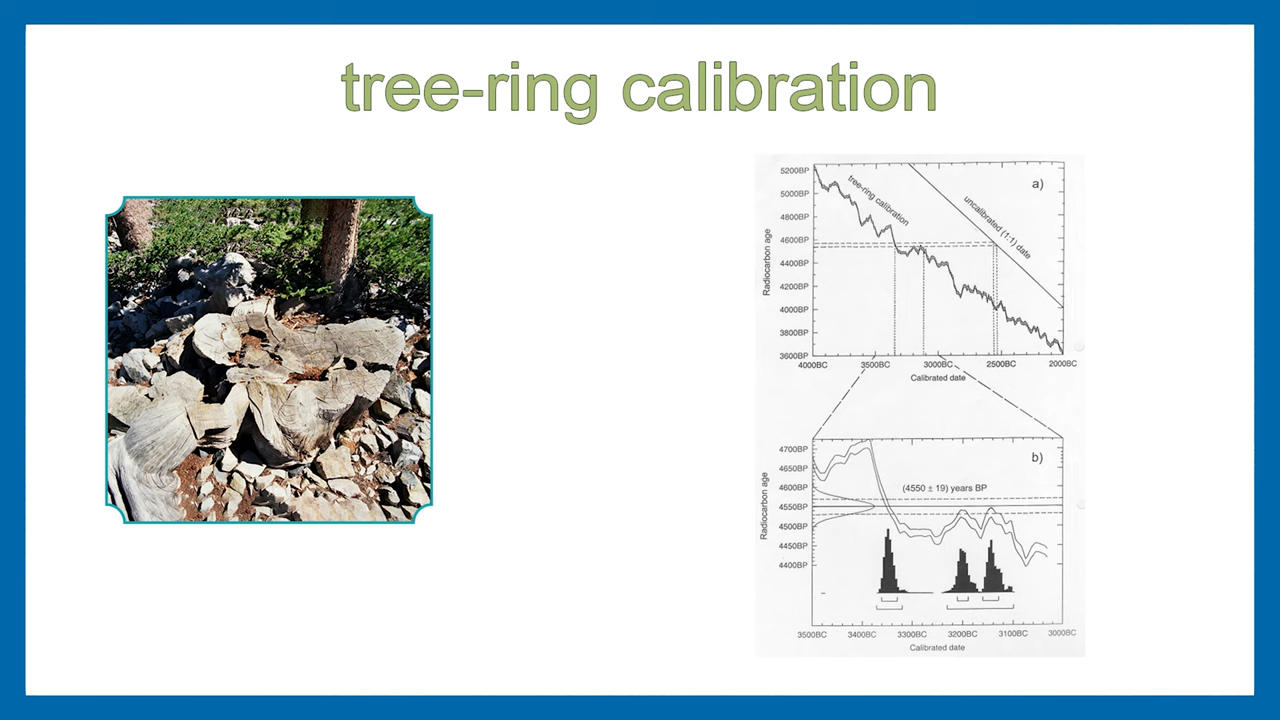 tree-ring calibration
a)
5200BP
5000BP
4800BP
4600BP
4400BP
4200BP
4000BP
3800BP
3600BP
Radiocarbon age
tree-ring calibration
uncalibrated (1:1) date
4000BC 3500BC 3000BC 2500BC 2000BC
Calibrated date
b)
4700BP
4650BP
4600BP
4550BP
4500BP
4450BP
4400BP
Radiocarbon age
(4550 ± 19) years BP
3500BC 3400BC 3300BC 3200BC 3100BC 3000BC
Calibrated date